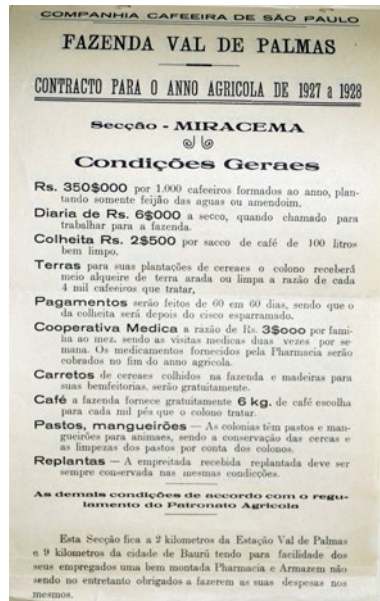 COMPANHIA CAFEEIRA DE SÃO PAULO
FAZENDA VAL DE PALMAS
CONTRACTO PARA O ANNO AGRICOLA DE 1927 a 1928
Secção - MIRACEMA
Condições Geraes
Rs. 350$000 por 1.000 cafeeiros formados ao anno, plan-
tando somente feijão das aguas ou amendoim.
Diaria de Rs. 6$000 a secco, quando chamado para
trabalhar para a fazenda.
Colheita Rs. 2$500 por sacco de café de 100 litros
bem limpo.
Terras para suas plantações de cereaes o colono receberá
meio alqueire de terra arada ou limpa a razão de cada
4 mil cafeeiros que tratar,
Pagamentos serão feitos de 60 em 60 dias, sendo que o
da colheita será depois do cisco esparramado.
Cooperativa Medica a razão de Rs. 3$000 por fami-
lia ao mez, sendo as visitas medicas duas vezes por se-
mana. Os medicamentos fornecidos pela Pharmacia serão
cobrados no fim do anno agricola.
Carretos de cereaes colhidos na fazenda e madeiras para
suas bemfeitorias, serão gratuitamente.
Café a fazenda fornece gratuitamente 6 kg. de café escolha
para cada mil pés que o colono tratar.
Pastos, mangueirões — As colonias têm pastos e man-
gueirões para animaes, sendo a conservação das cercas e
as limpezas dos pastos por conta dos colonos.
Replantas — A empreitada recebida replantada deve ser
sempre conservada nas mesmas condições.
As demais condições de accordo com o regu-
lamento do Patronato Agricola
Esta Secção fica a 2 kilometros da Estação Val de Palmas
e 9 kilometros da cidade de Baurú tendo para facilidade dos
seus empregados uma bem montada Pharmacia e Armazem não
sendo no entretanto obrigados a fazerem as suas despesas nos
mesmos.